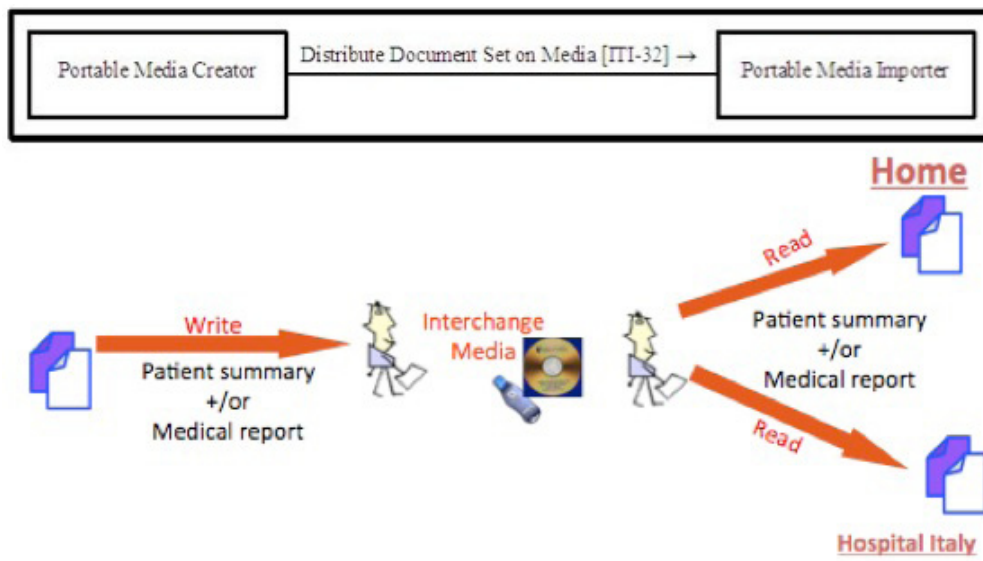 Portable Media Creator
Distribute Document Set on Media [ITI-32] →
Portable Media Importer
Home
Read
Write
Interchange
Media
Patient summary
+/or
Medical report
Patient summary
+/or
Medical report
Read
Hospital Italy